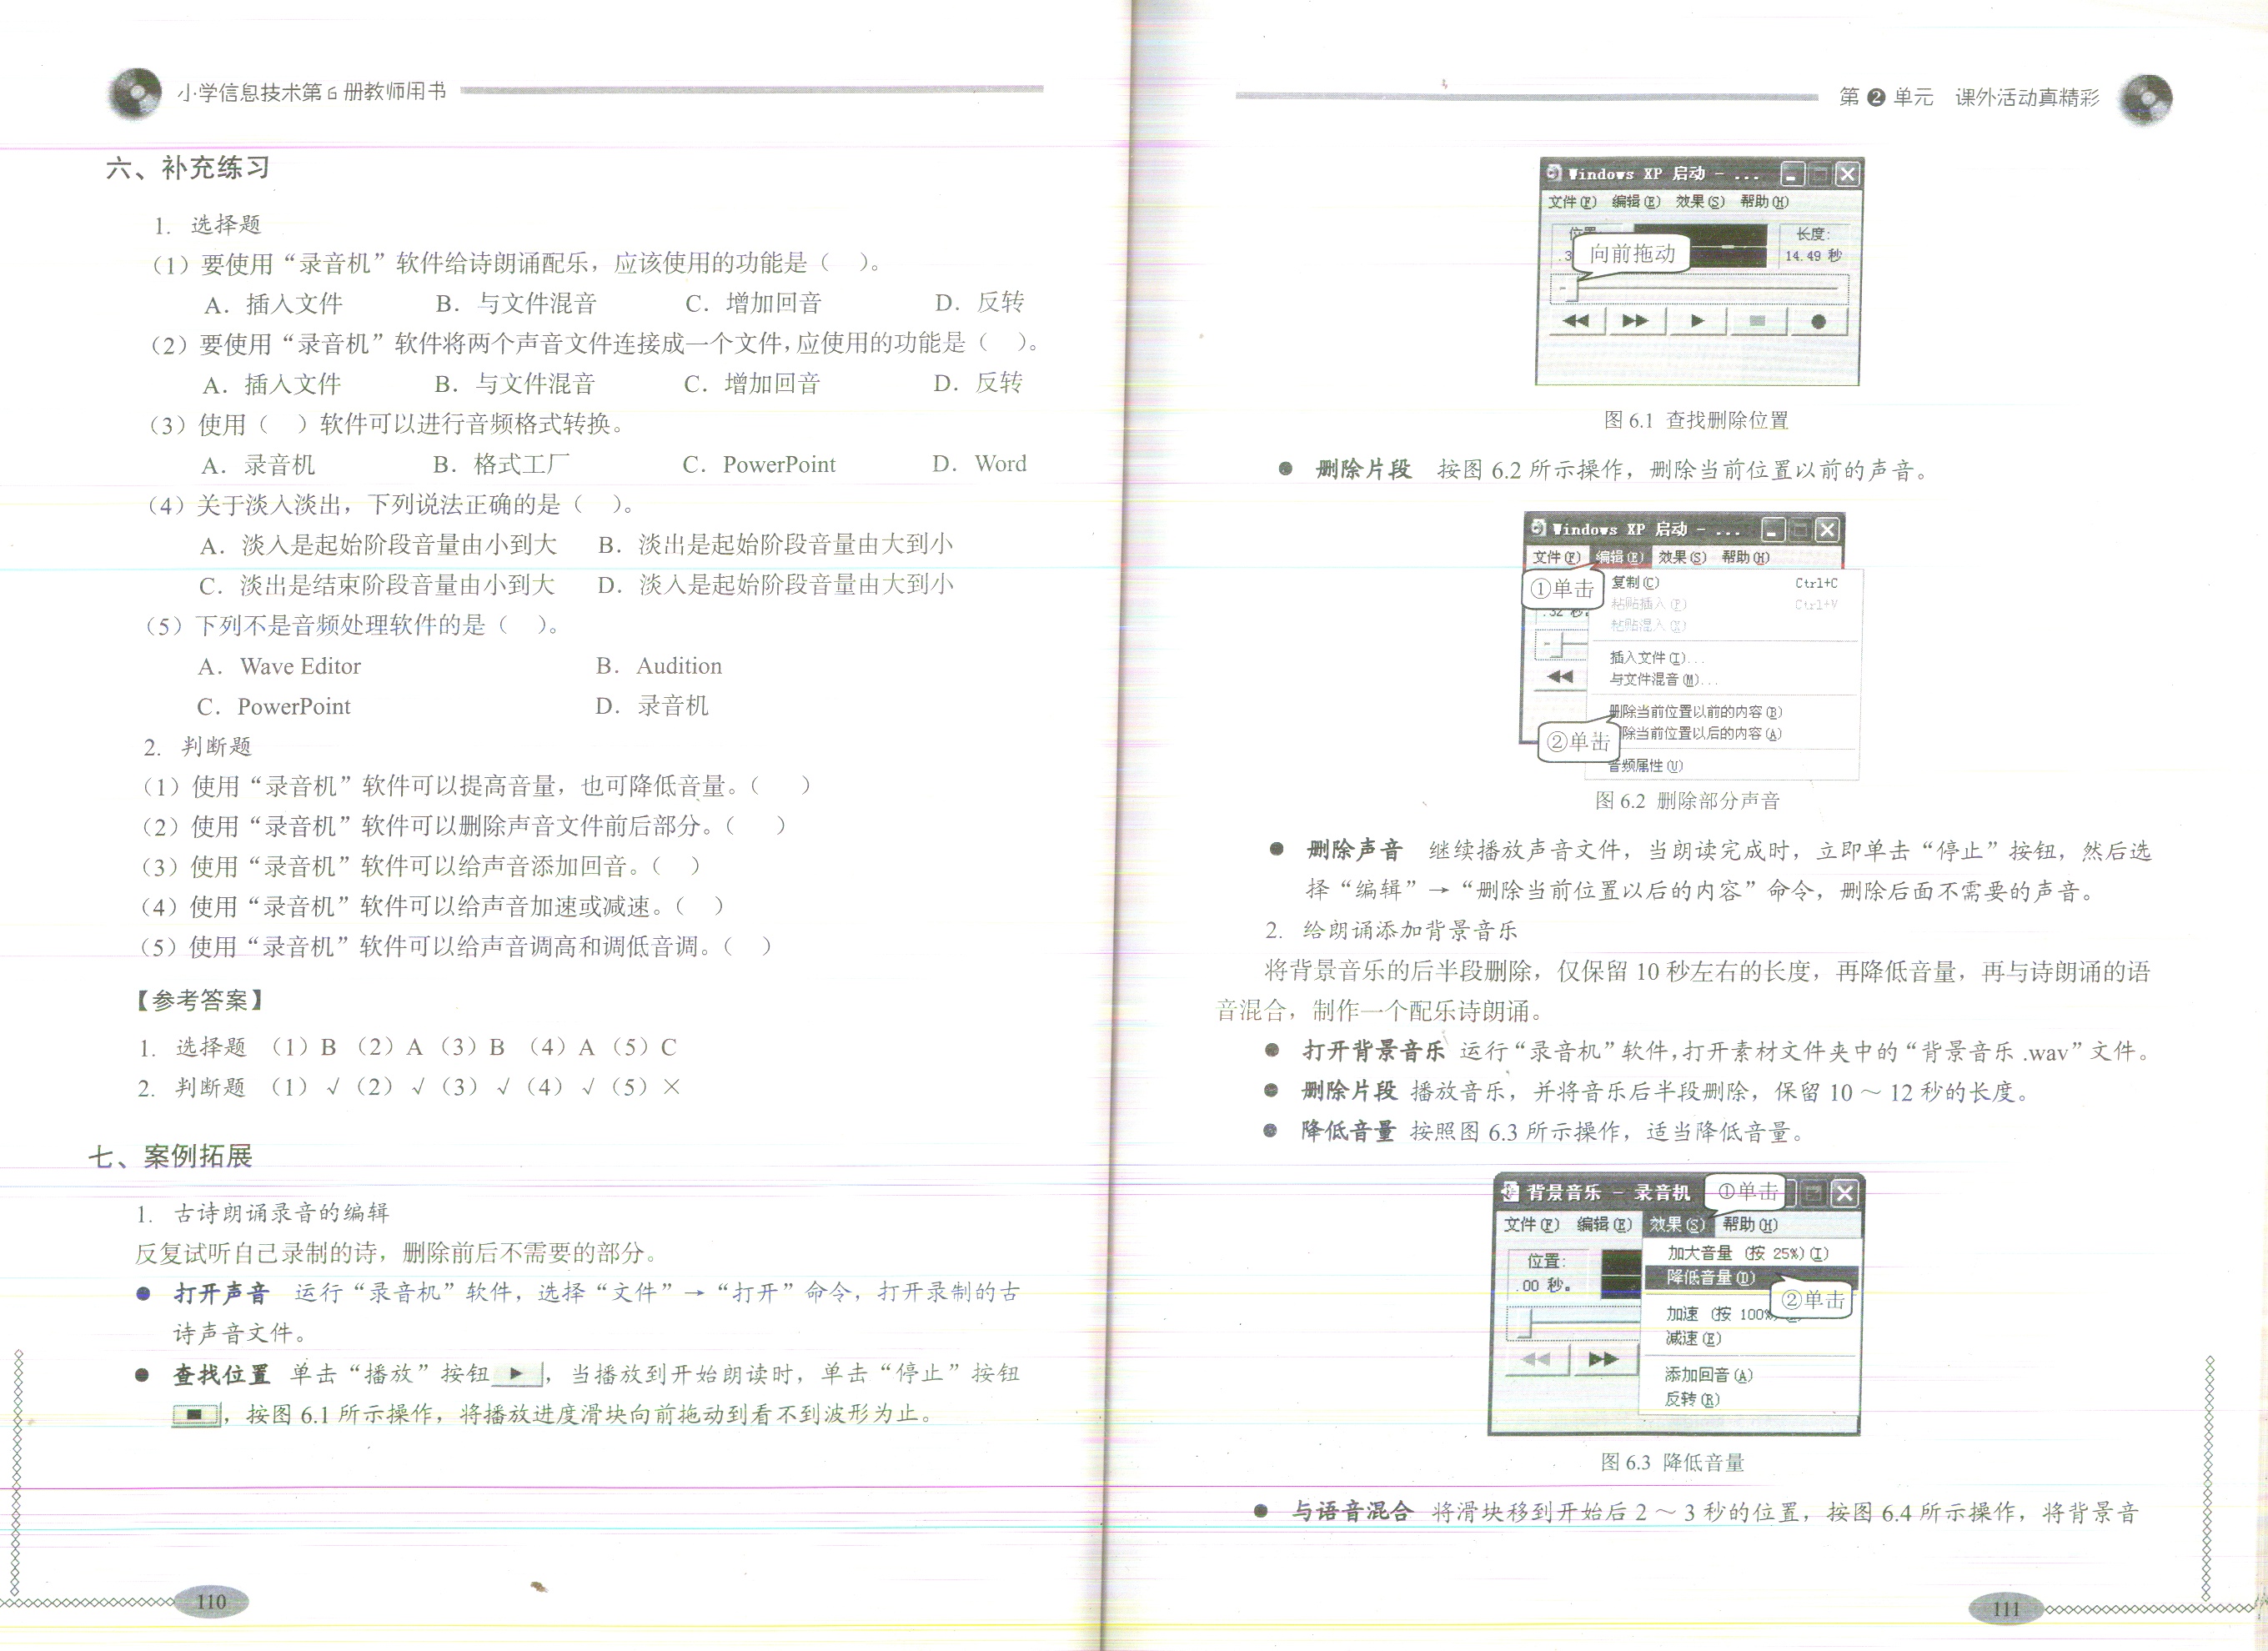 小学信息技术第6册教师用书
六、补充练习
1. 选择题
（1）要使用“录音机”软件给诗朗诵配乐，应该使用的功能是（ ）。
A．插入文件 B．与文件混音 C．增加回音 D．反转
（2）要使用“录音机”软件将两个声音文件连接成一个文件，应使用的功能是（ ）。
A．插入文件 B．与文件混音 C．增加回音 D．反转
（3）使用（ ）软件可以进行音频格式转换。
A．录音机 B．格式工厂 C．PowerPoint D．Word
（4）关于淡入淡出，下列说法正确的是（ ）。
A．淡入是起始阶段音量由小到大 B．淡出是起始阶段音量由大到小
C．淡出是结束阶段音量由小到大 D．淡入是起始阶段音量由大到小
（5）下列不是音频处理软件的是（ ）。
A．Wave Editor B．Audition
C．PowerPoint D．录音机
2. 判断题
（1）使用“录音机”软件可以提高音量，也可降低音量。（ ）
（2）使用“录音机”软件可以删除声音文件前后部分。（ ）
（3）使用“录音机”软件可以给声音添加回音。（ ）
（4）使用“录音机”软件可以给声音加速或减速。（ ）
（5）使用“录音机”软件可以给声音调高和调低音调。（ ）
【参考答案】
1. 选择题 （1）B （2）A （3）B （4）A （5）C
2. 判断题 （1）√（2）√（3）√（4）√（5）×
七、案例拓展
1. 古诗朗诵录音的编辑
反复试听自己录制的诗，删除前后不需要的部分。
● 打开声音 运行“录音机”软件，选择“文件”→“打开”命令，打开录制的古
诗声音文件。
● 查找位置 单击“播放”按钮，当播放到开始朗读时，单击“停止”按钮
，按图 6.1 所示操作，将播放进度滑块向前拖动到看不到波形为止。
110
第2单元 课外活动真精彩
Windows XP 启动 - ...
文件(F) 编辑(E) 效果(S) 帮助(H)
长度:
向前拖动
14.49 秒
图 6.1 查找删除位置
● 删除片段 按图 6.2 所示操作，删除当前位置以前的声音。
Windows XP 启动 - ...
文件(F) 编辑(E) 效果(S) 帮助(H)
①单击
复制(C) Ctrl+C
粘贴插入(P) Ctrl+V
粘贴混入(X)
插入文件(I)...
与文件混音(M)...
删除当前位置以前的内容(B)
②单击
除当前位置以后的内容(A)
音频属性(U)
图 6.2 删除部分声音
● 删除声音 继续播放声音文件，当朗读完成时，立即单击“停止”按钮，然后选
择“编辑”→“删除当前位置以后的内容”命令，删除后面不需要的声音。
2. 给朗诵添加背景音乐
将背景音乐的后半段删除，仅保留 10 秒左右的长度，再降低音量，再与诗朗诵的语
音混合，制作一个配乐诗朗诵。
● 打开背景音乐 运行“录音机”软件，打开素材文件夹中的“背景音乐 .wav”文件。
● 删除片段 播放音乐，并将音乐后半段删除，保留 10～12 秒的长度。
● 降低音量 按照图 6.3 所示操作，适当降低音量。
背景音乐 - 录音机
①单击
文件(F) 编辑(E) 效果(S) 帮助(H)
位置:
.00 秒。
加大音量 (按 25%)(I)
降低音量(D)
②单击
加速 (按 100%
减速(E)
添加回音(A)
反转(R)
图 6.3 降低音量
● 与语音混合 将滑块移到开始后 2～3 秒的位置，按图 6.4 所示操作，将背景音
111